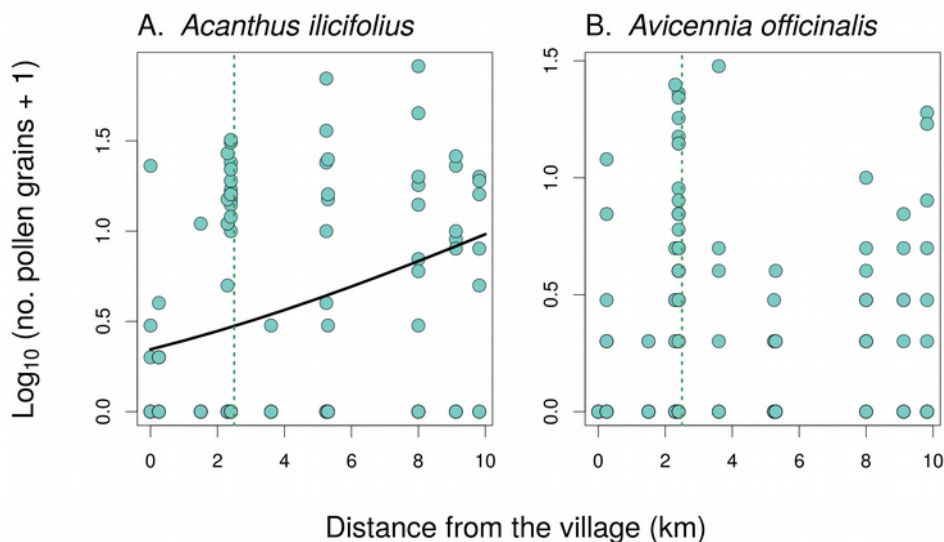 A. Acanthus ilicifolius
B. Avicennia officinalis
Log10 (no. pollen grains + 1)
1.5
1.0
0.5
0.0
0 2 4 6 8 10
1.5
1.0
0.5
0.0
0 2 4 6 8 10
Distance from the village (km)